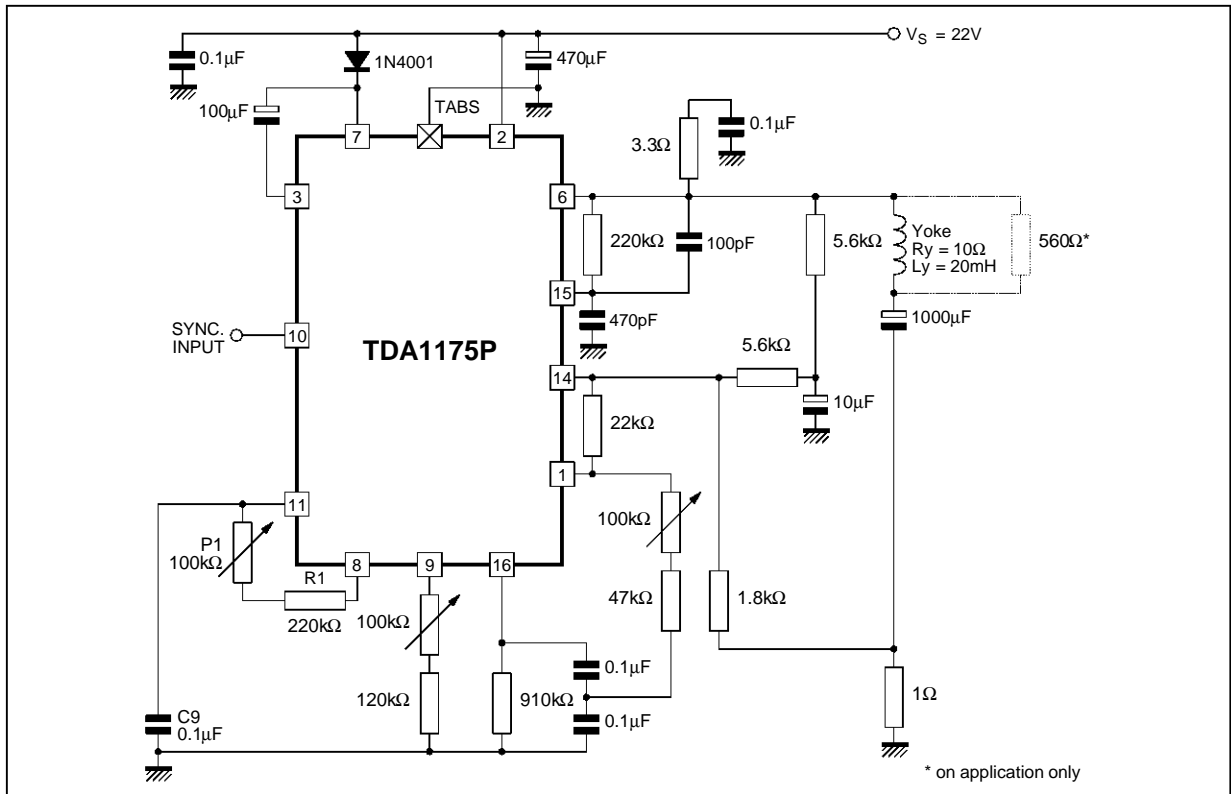 VS = 22V
0.1µF
1N4001
470µF
100µF
TABS
7
2
3
6
3.3Ω
0.1µF
220kΩ
100pF
5.6kΩ
Yoke
Ry = 10Ω
Ly = 20mH
560Ω*
15
470pF
1000µF
SYNC.
INPUT
10
TDA1175P
14
5.6kΩ
10µF
22kΩ
1
11
P1
100kΩ
R1
220kΩ
8
9
16
100kΩ
100kΩ
47kΩ
1.8kΩ
120kΩ
910kΩ
0.1µF
0.1µF
1Ω
C9
0.1µF
* on application only